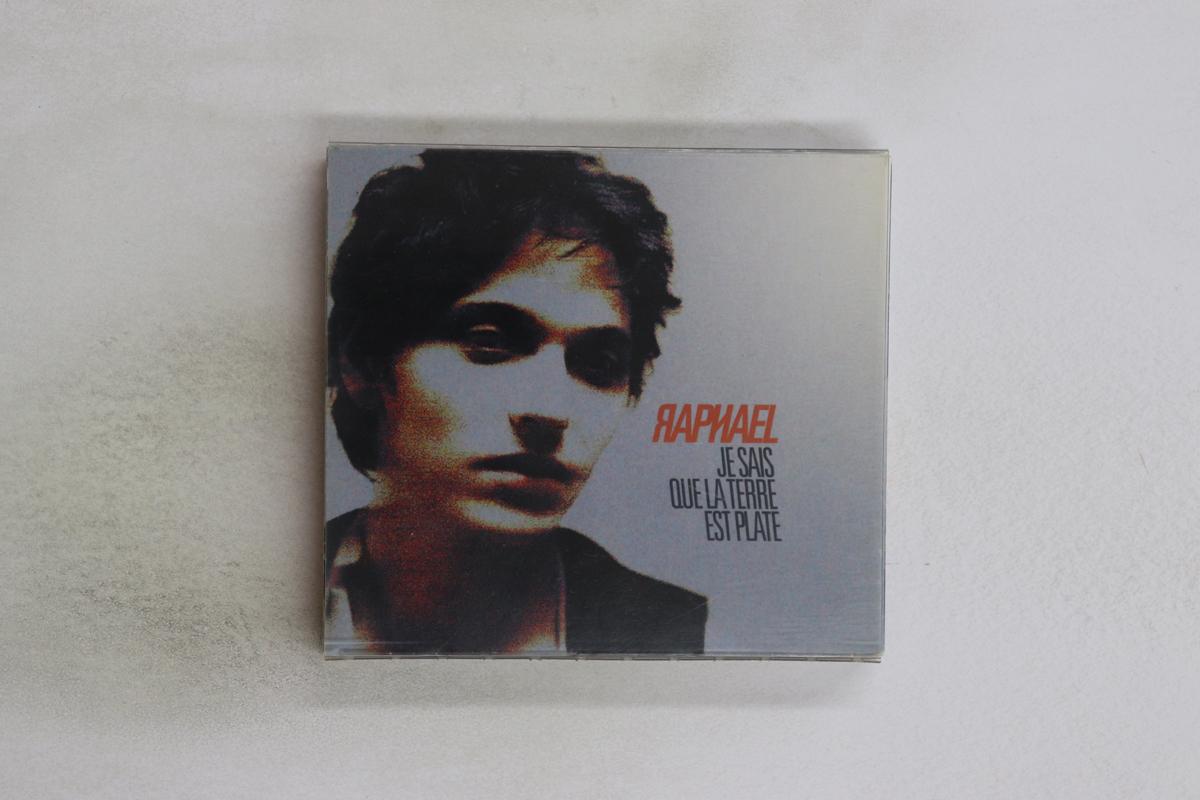 ЯAPИAEL
JE SAIS
QUE LA TERRE
EST PLATE